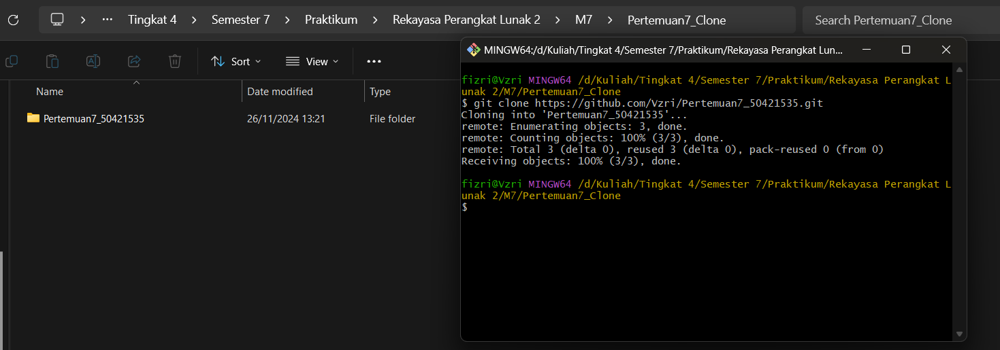 Tingkat 4 > Semester 7 > Praktikum > Rekayasa Perangkat Lunak 2 > M7 > Pertemuan7_Clone
Search Pertemuan7_Clone
Sort
View
Name
Date modified
Type
Pertemuan7_50421535
26/11/2024 13:21
File folder
MINGW64:/d/Kuliah/Tingkat 4/Semester 7/Praktikum/Rekayasa Perangkat Lun...
fizri@Vzri MINGW64 /d/Kuliah/Tingkat 4/Semester 7/Praktikum/Rekayasa Perangkat L
unak 2/M7/Pertemuan7_Clone
$ git clone https://github.com/Vzri/Pertemuan7_50421535.git
Cloning into 'Pertemuan7_50421535'...
remote: Enumerating objects: 3, done.
remote: Counting objects: 100% (3/3), done.
remote: Total 3 (delta 0), reused 3 (delta 0), pack-reused 0 (from 0)
Receiving objects: 100% (3/3), done.
fizri@Vzri MINGW64 /d/Kuliah/Tingkat 4/Semester 7/Praktikum/Rekayasa Perangkat L
unak 2/M7/Pertemuan7_Clone
$